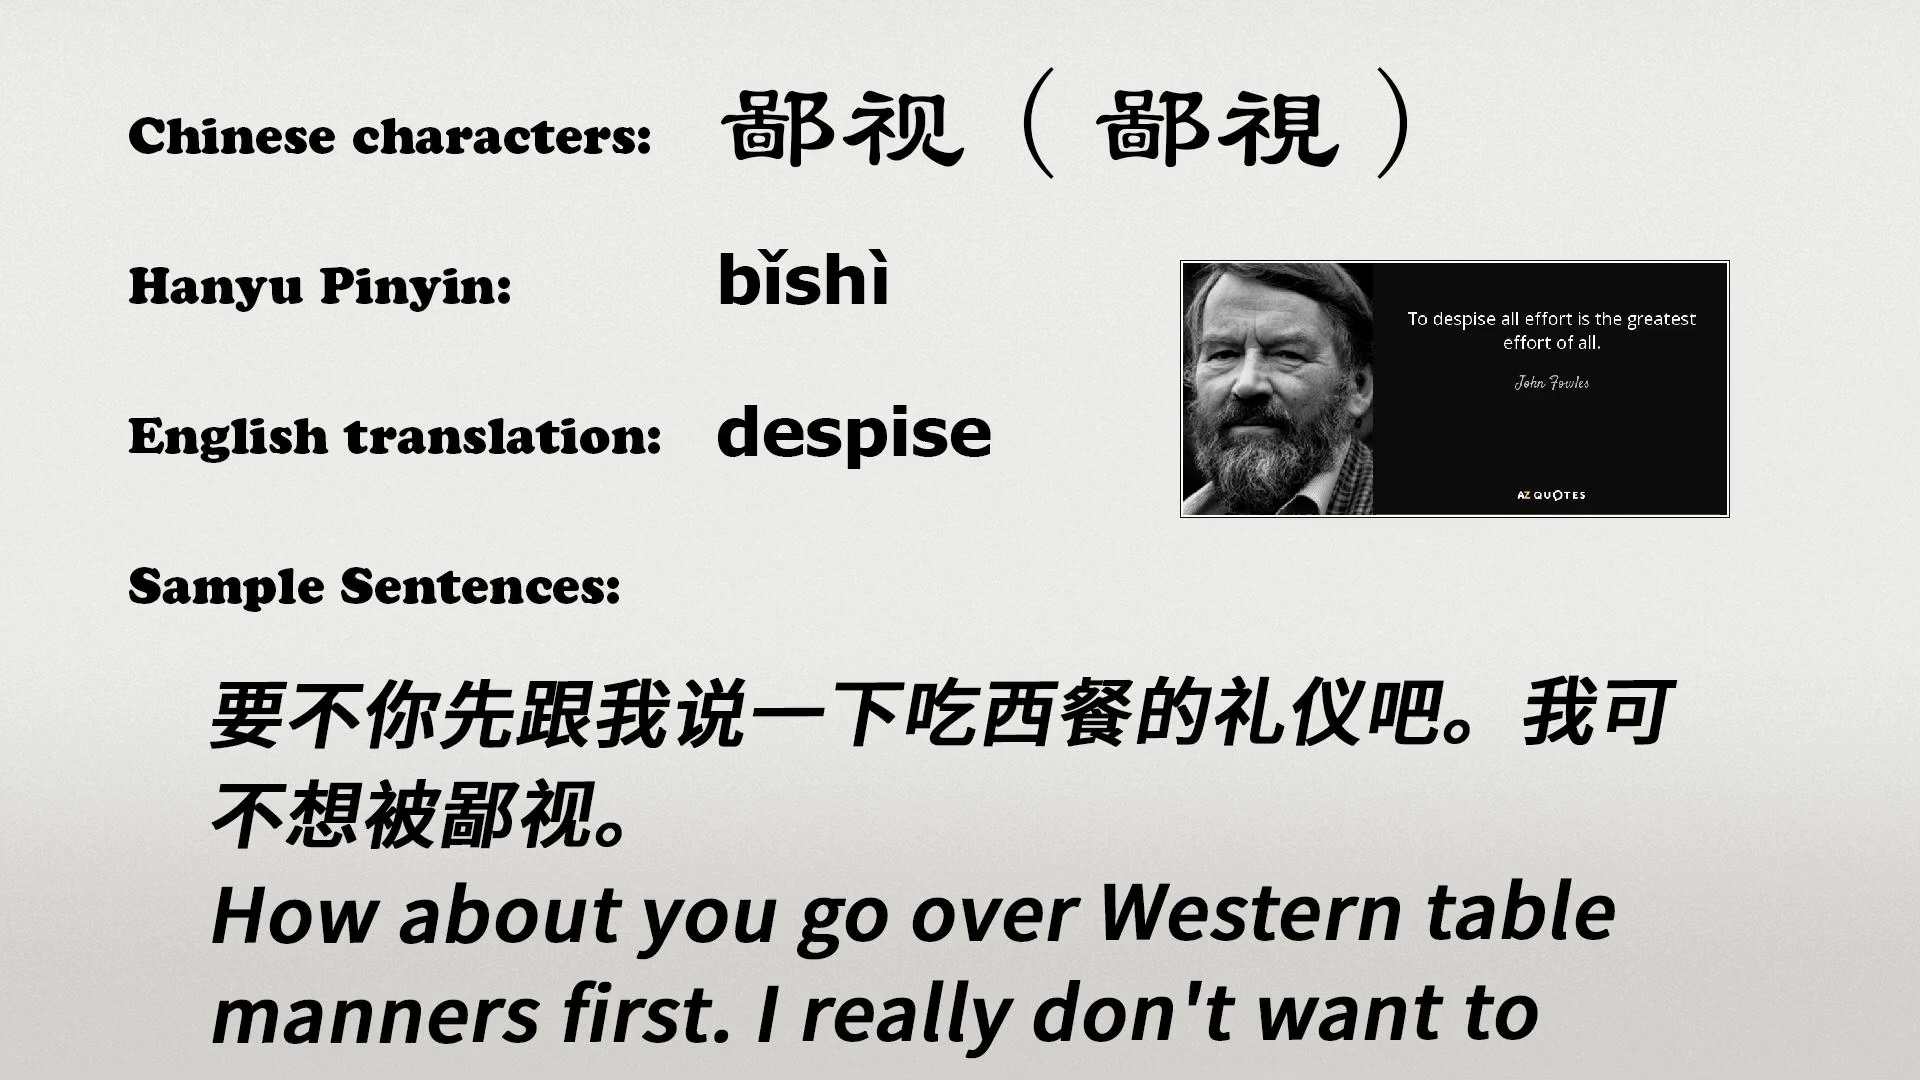 Chinese characters: 鄙视（鄙視）
Hanyu Pinyin: bǐshì
English translation: despise
To despise all effort is the greatest
effort of all.
John Fowles
AZ QUOTES
Sample Sentences:
要不你先跟我说一下吃西餐的礼仪吧。我可
不想被鄙视。
How about you go over Western table
manners first. I really don't want to